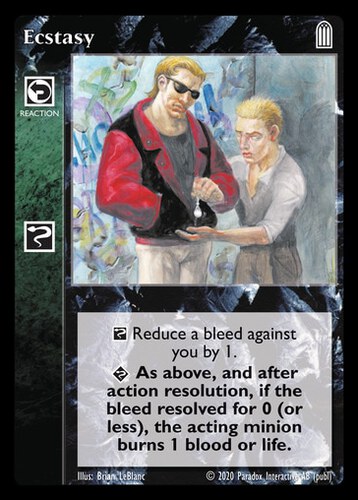 Ecstasy
REACTION
Reduce a bleed against
you by 1.
As above, and after
action resolution, if the
bleed resolved for 0 (or
less), the acting minion
burns 1 blood or life.
Illus: Brian LeBlanc © 2020 Paradox Interactive AB (publ)